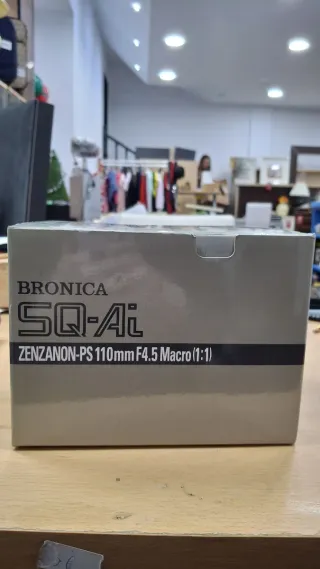 BRONICA
SQ-Ai
ZENZANON-PS 110mm F4.5 Macro (1:1)